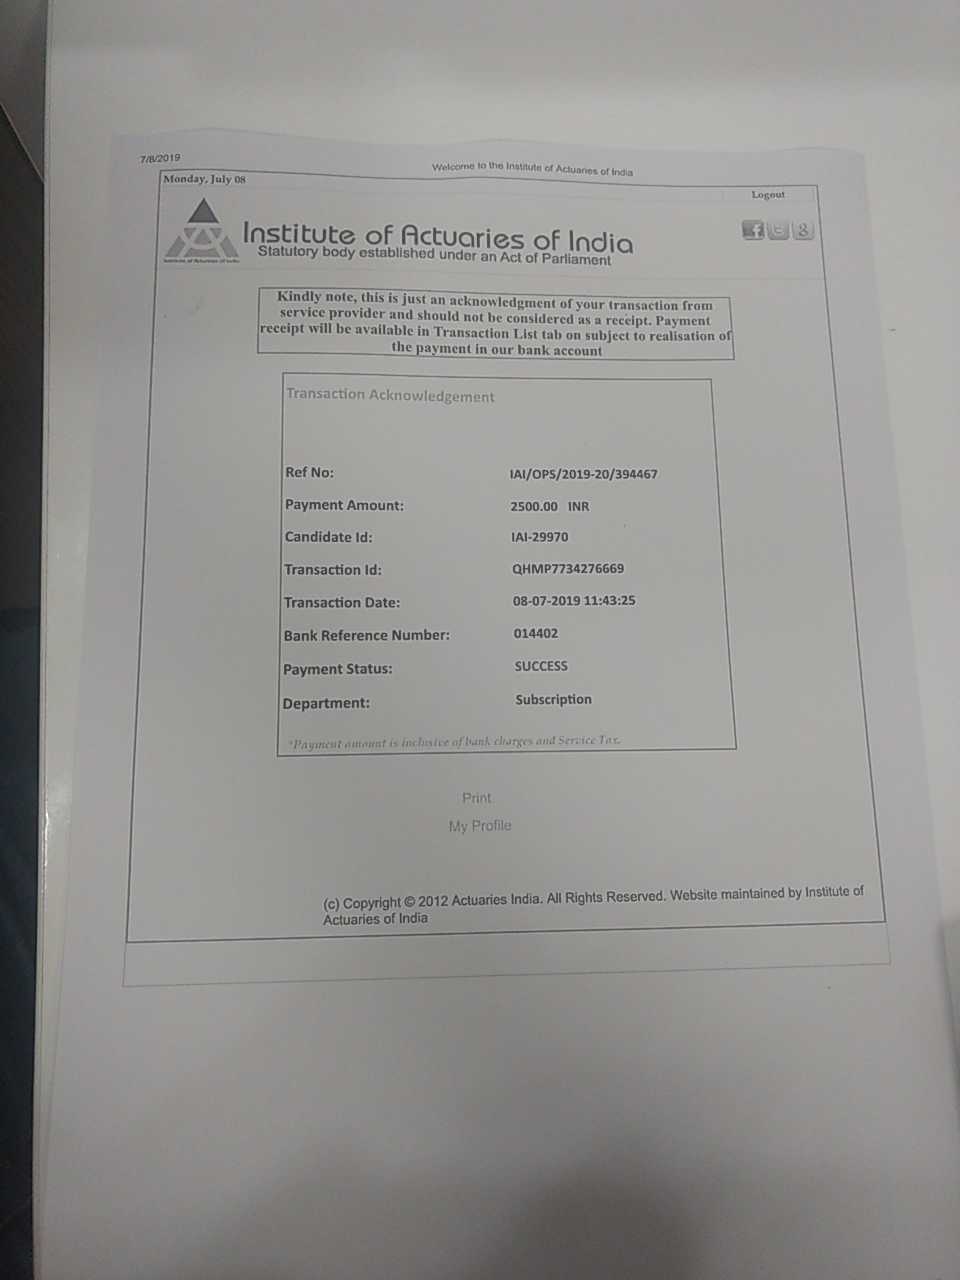 7/8/2019
Welcome to the Institute of Actuaries of India
Monday, July 08
Logout
Institute of Actuaries of India
Institute of Actuaries of India
Statutory body established under an Act of Parliament
Kindly note, this is just an acknowledgment of your transaction from
service provider and should not be considered as a receipt. Payment
receipt will be available in Transaction List tab on subject to realisation of
the payment in our bank account
Transaction Acknowledgement
Ref No: IAI/OPS/2019-20/394467
Payment Amount: 2500.00 INR
Candidate Id: IAI-29970
Transaction Id: QHMP7734276669
Transaction Date: 08-07-2019 11:43:25
Bank Reference Number: 014402
Payment Status: SUCCESS
Department: Subscription
*Payment amount is inclusive of bank charges and Service Tax.
Print
My Profile
(c) Copyright © 2012 Actuaries India. All Rights Reserved. Website maintained by Institute of
Actuaries of India